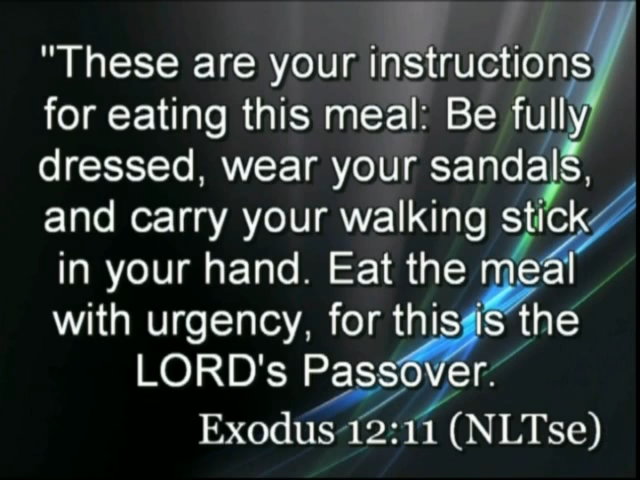 "These are your instructions
for eating this meal: Be fully
dressed, wear your sandals,
and carry your walking stick
in your hand. Eat the meal
with urgency, for this is the
LORD's Passover.
Exodus 12:11 (NLTse)